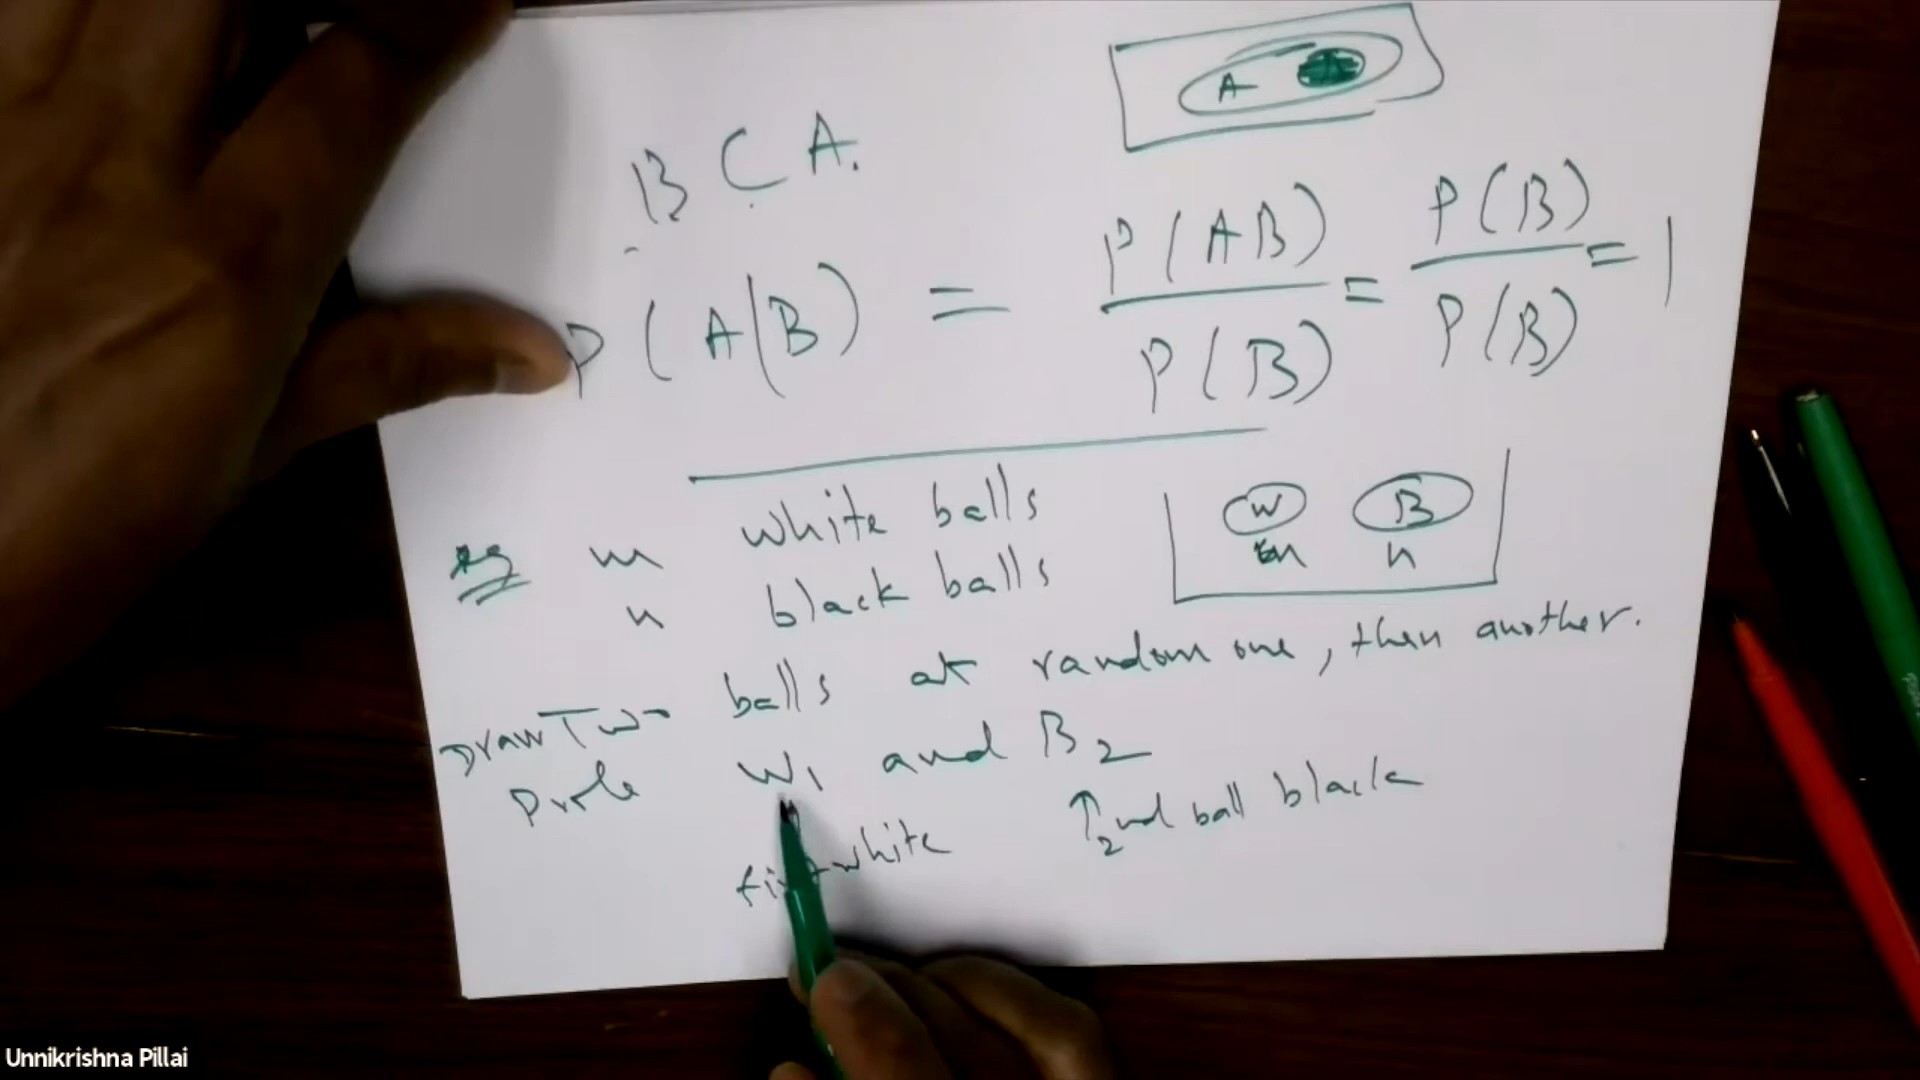 A
B ⊂ A.
P(A|B) = P(AB) / P(B) = P(B) / P(B) = 1
eg m white balls
n black balls
W B
m n
Draw Two balls at random one, then another.
W1 and B2
first white ↑ 2nd ball black
Unnikrishna Pillai